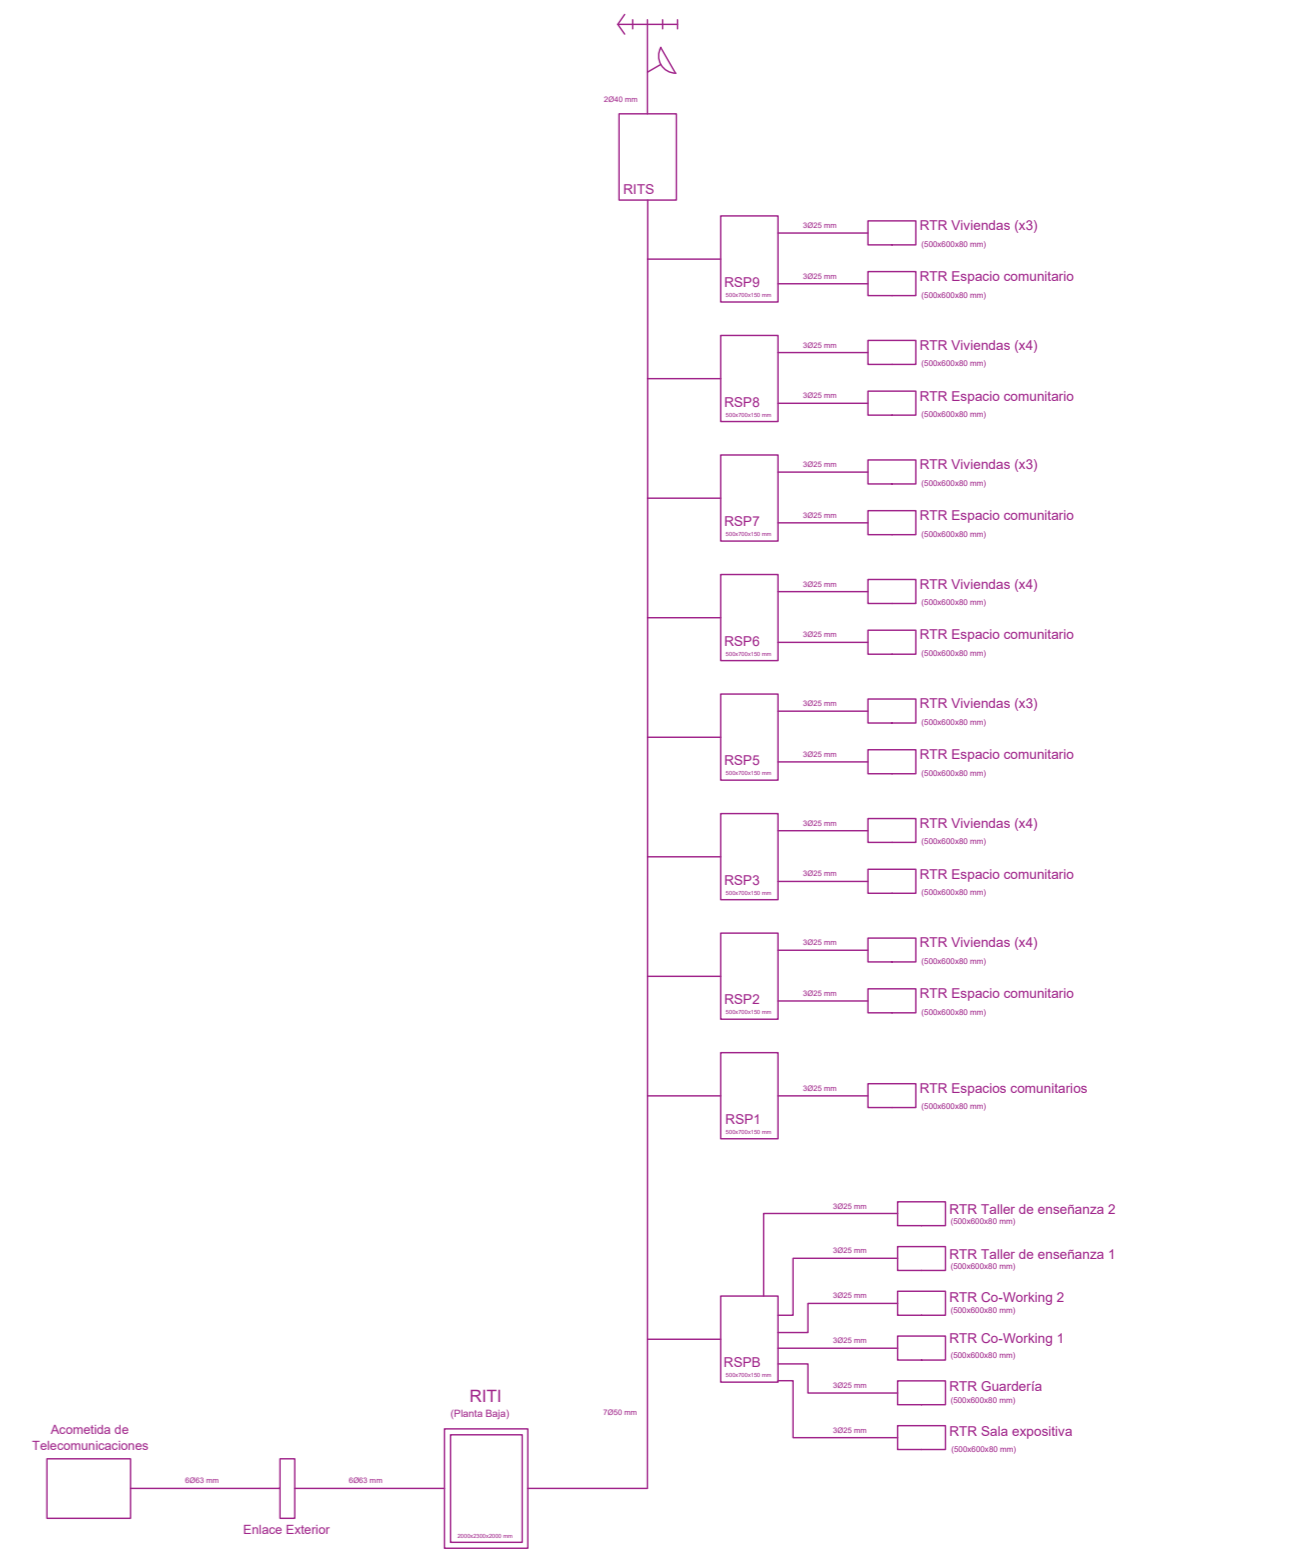 2Ø40 mm
RITS
3Ø25 mm
RTR Viviendas (x3)
(500x600x80 mm)
3Ø25 mm
RTR Espacio comunitario
(500x600x80 mm)
RSP9
500x700x150 mm
3Ø25 mm
RTR Viviendas (x4)
(500x600x80 mm)
3Ø25 mm
RTR Espacio comunitario
(500x600x80 mm)
RSP8
500x700x150 mm
3Ø25 mm
RTR Viviendas (x3)
(500x600x80 mm)
3Ø25 mm
RTR Espacio comunitario
(500x600x80 mm)
RSP7
500x700x150 mm
3Ø25 mm
RTR Viviendas (x4)
(500x600x80 mm)
3Ø25 mm
RTR Espacio comunitario
(500x600x80 mm)
RSP6
500x700x150 mm
3Ø25 mm
RTR Viviendas (x3)
(500x600x80 mm)
3Ø25 mm
RTR Espacio comunitario
(500x600x80 mm)
RSP5
500x700x150 mm
3Ø25 mm
RTR Viviendas (x4)
(500x600x80 mm)
3Ø25 mm
RTR Espacio comunitario
(500x600x80 mm)
RSP3
500x700x150 mm
3Ø25 mm
RTR Viviendas (x4)
(500x600x80 mm)
3Ø25 mm
RTR Espacio comunitario
(500x600x80 mm)
RSP2
500x700x150 mm
3Ø25 mm
RTR Espacios comunitarios
(500x600x80 mm)
RSP1
500x700x150 mm
3Ø25 mm
RTR Taller de enseñanza 2
(500x600x80 mm)
3Ø25 mm
RTR Taller de enseñanza 1
(500x600x80 mm)
3Ø25 mm
RTR Co-Working 2
(500x600x80 mm)
3Ø25 mm
RTR Co-Working 1
(500x600x80 mm)
RSPB
500x700x150 mm
3Ø25 mm
RTR Guardería
(500x600x80 mm)
3Ø25 mm
RTR Sala expositiva
(500x600x80 mm)
7Ø50 mm
RITI
(Planta Baja)
2000x2300x2000 mm
Acometida de
Telecomunicaciones
6Ø63 mm
6Ø63 mm
Enlace Exterior